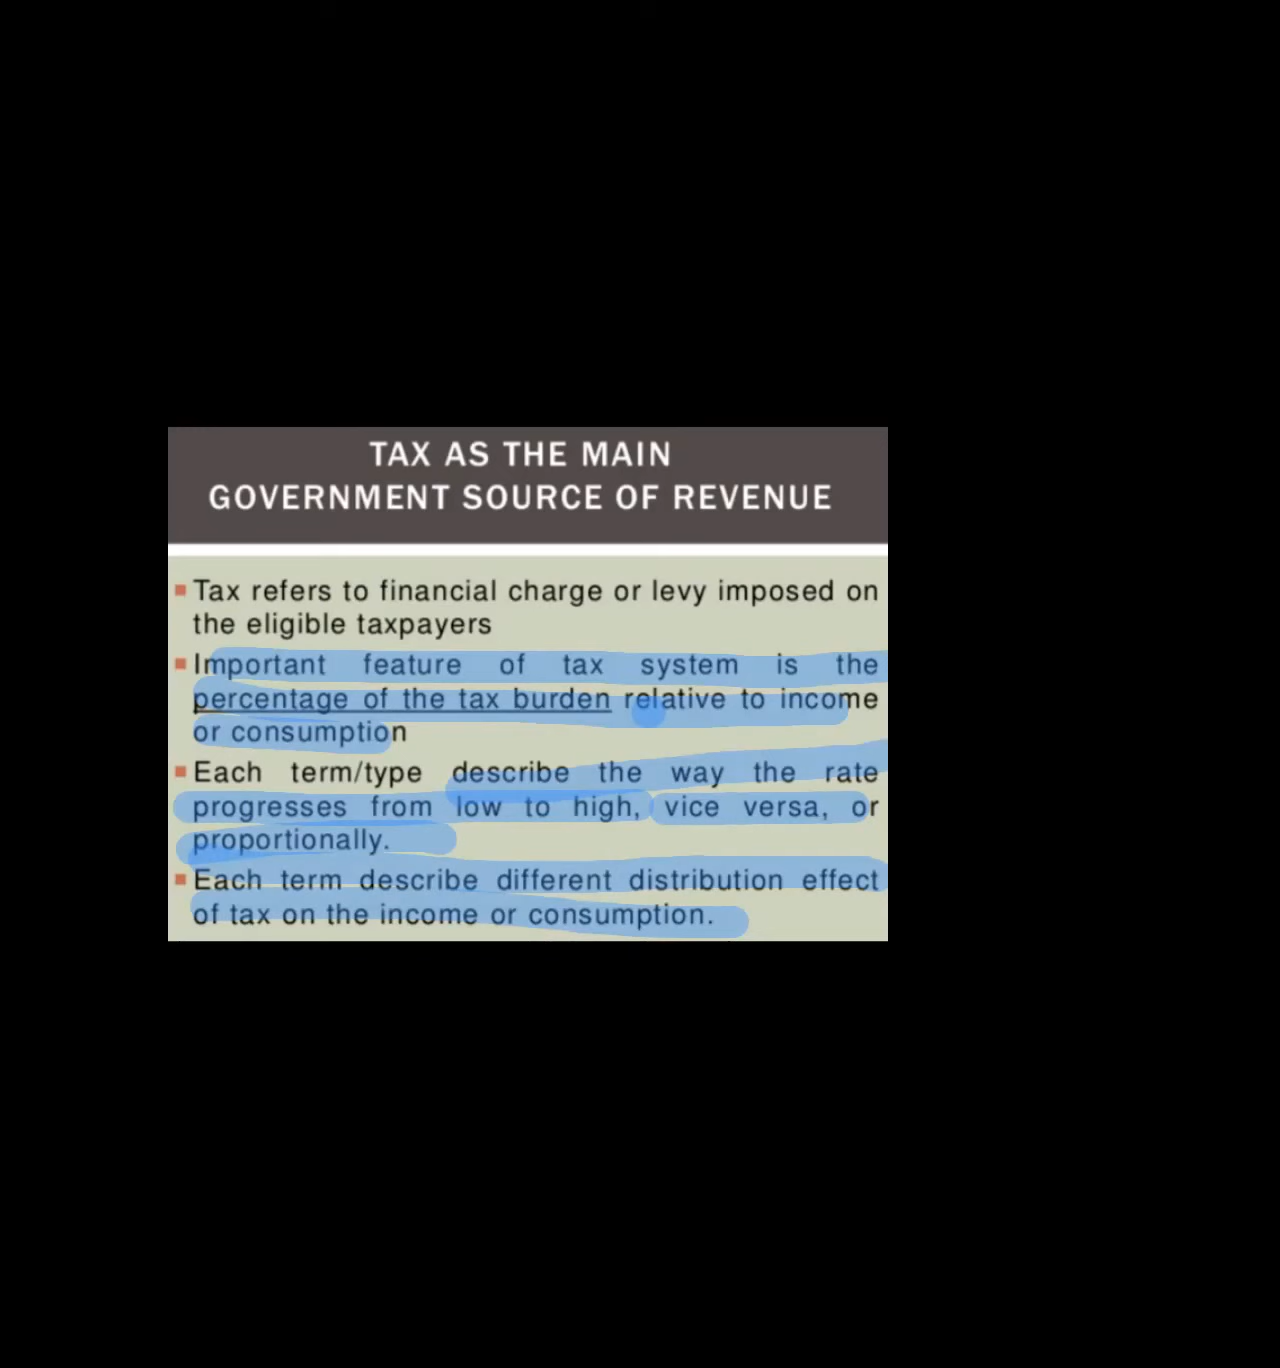 TAX AS THE MAIN
GOVERNMENT SOURCE OF REVENUE
Tax refers to financial charge or levy imposed on
the eligible taxpayers
Important feature of tax system is the
percentage of the tax burden relative to income
or consumption
Each term/type describe the way the rate
progresses from low to high, vice versa, or
proportionally.
Each term describe different distribution effect
of tax on the income or consumption.